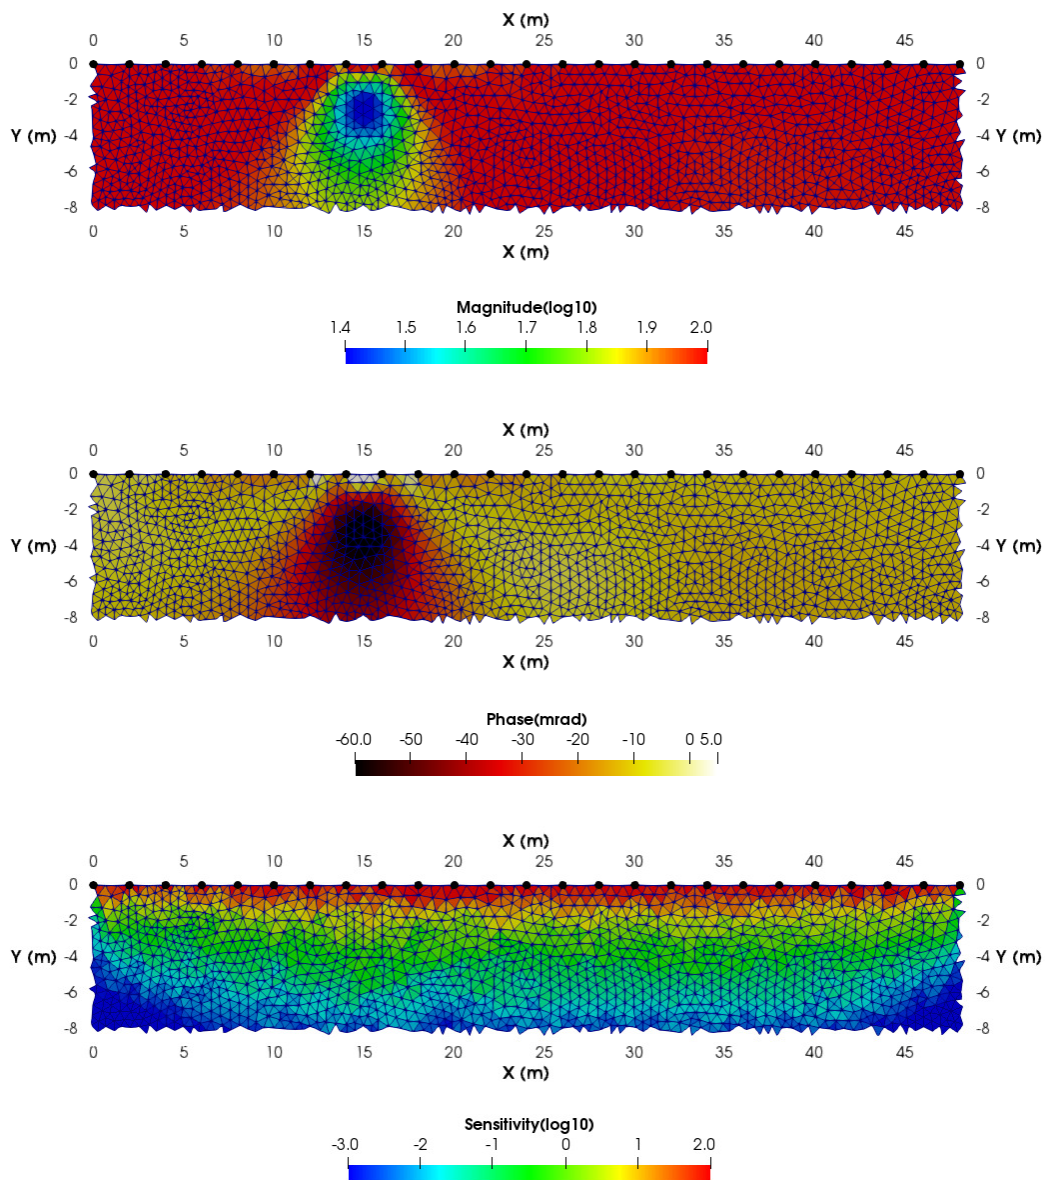 X (m)
0 5 10 15 20 25 30 35 40 45
0 0
-2 -2
Y (m) -4 -4 Y (m)
-6 -6
-8 -8
0 5 10 15 20 25 30 35 40 45
X (m)
Magnitude(log10)
1.4 1.5 1.6 1.7 1.8 1.9 2.0
X (m)
0 5 10 15 20 25 30 35 40 45
0 0
-2 -2
Y (m) -4 -4 Y (m)
-6 -6
-8 -8
0 5 10 15 20 25 30 35 40 45
X (m)
Phase(mrad)
-60.0 -50 -40 -30 -20 -10 0 5.0
X (m)
0 5 10 15 20 25 30 35 40 45
0 0
-2 -2
Y (m) -4 -4 Y (m)
-6 -6
-8 -8
0 5 10 15 20 25 30 35 40 45
X (m)
Sensitivity(log10)
-3.0 -2 -1 0 1 2.0